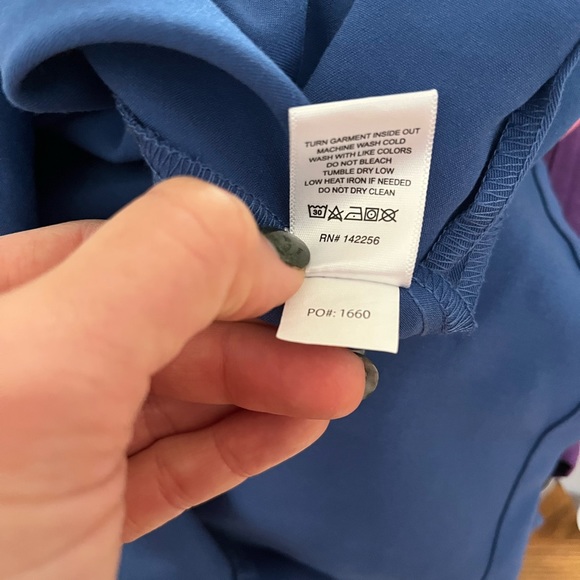 TURN GARMENT INSIDE OUT
MACHINE WASH COLD
WASH WITH LIKE COLORS
DO NOT BLEACH
TUMBLE DRY LOW
LOW HEAT IRON IF NEEDED
DO NOT DRY CLEAN
30
RN# 142256
PO#: 1660